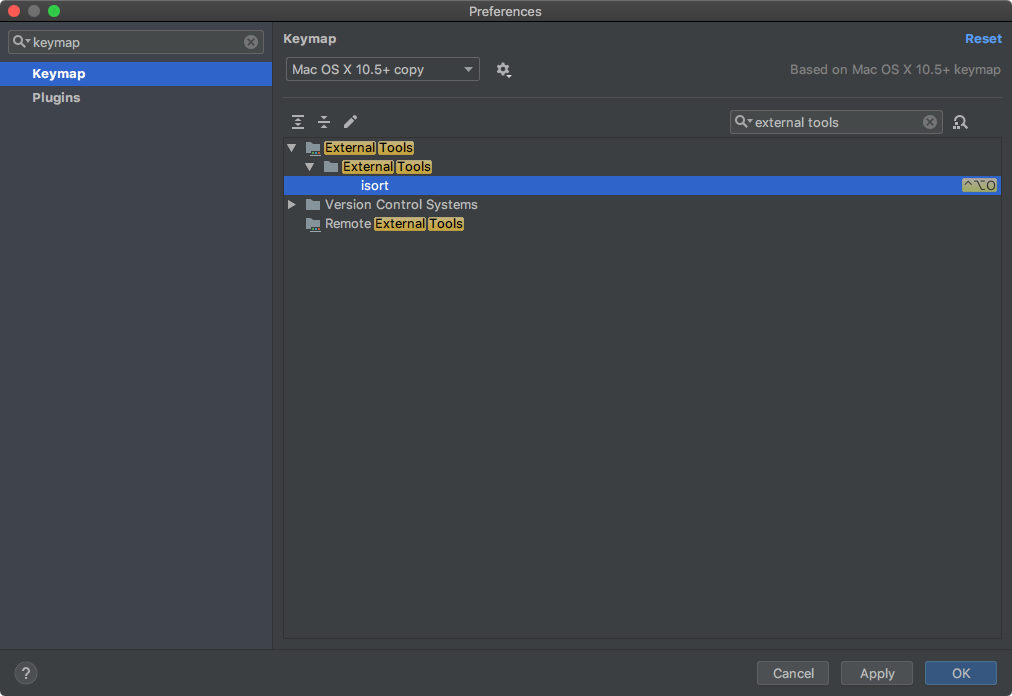 Preferences
keymap
Keymap
Plugins
Keymap
Reset
Mac OS X 10.5+ copy
Based on Mac OS X 10.5+ keymap
external tools
External Tools
External Tools
isort ⌃⌥O
Version Control Systems
Remote External Tools
?
Cancel
Apply
OK